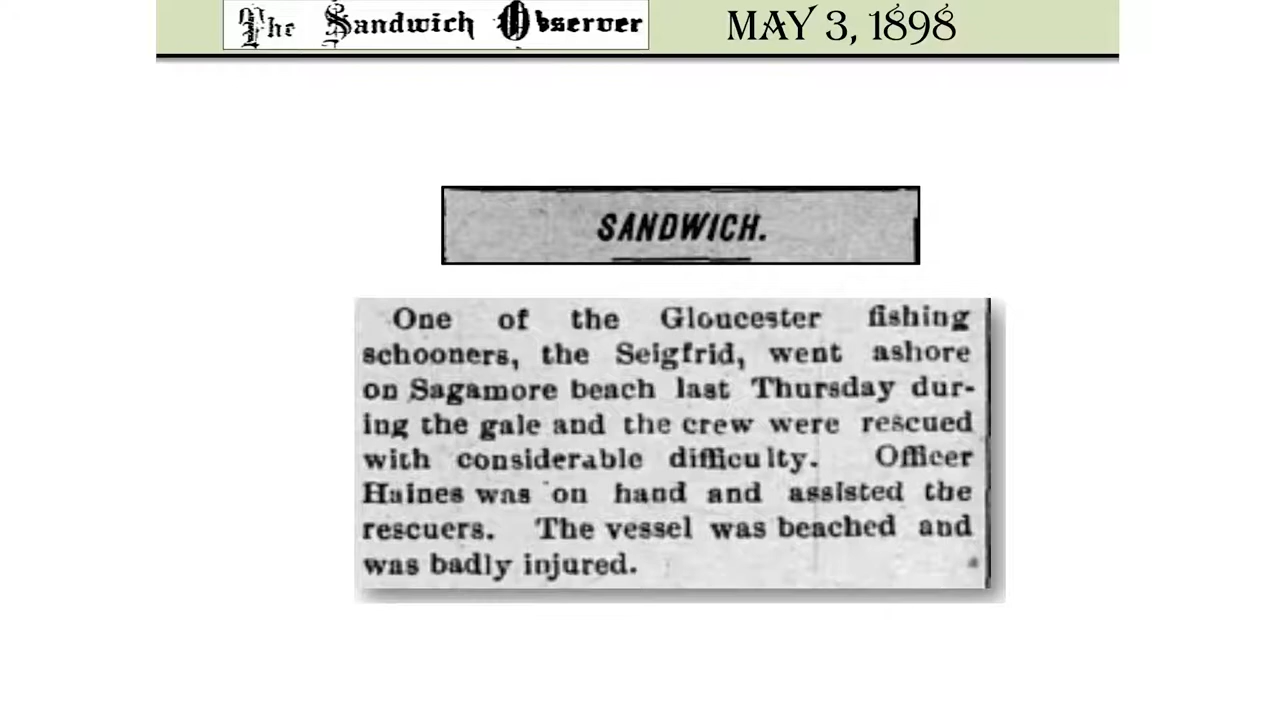 The Sandwich Observer
MAY 3, 1898
SANDWICH.
One of the Gloucester fishing
schooners, the Seigfrid, went ashore
on Sagamore beach last Thursday dur-
ing the gale and the crew were rescued
with considerable difficulty. Officer
Haines was on hand and assisted the
rescuers. The vessel was beached and
was badly injured.